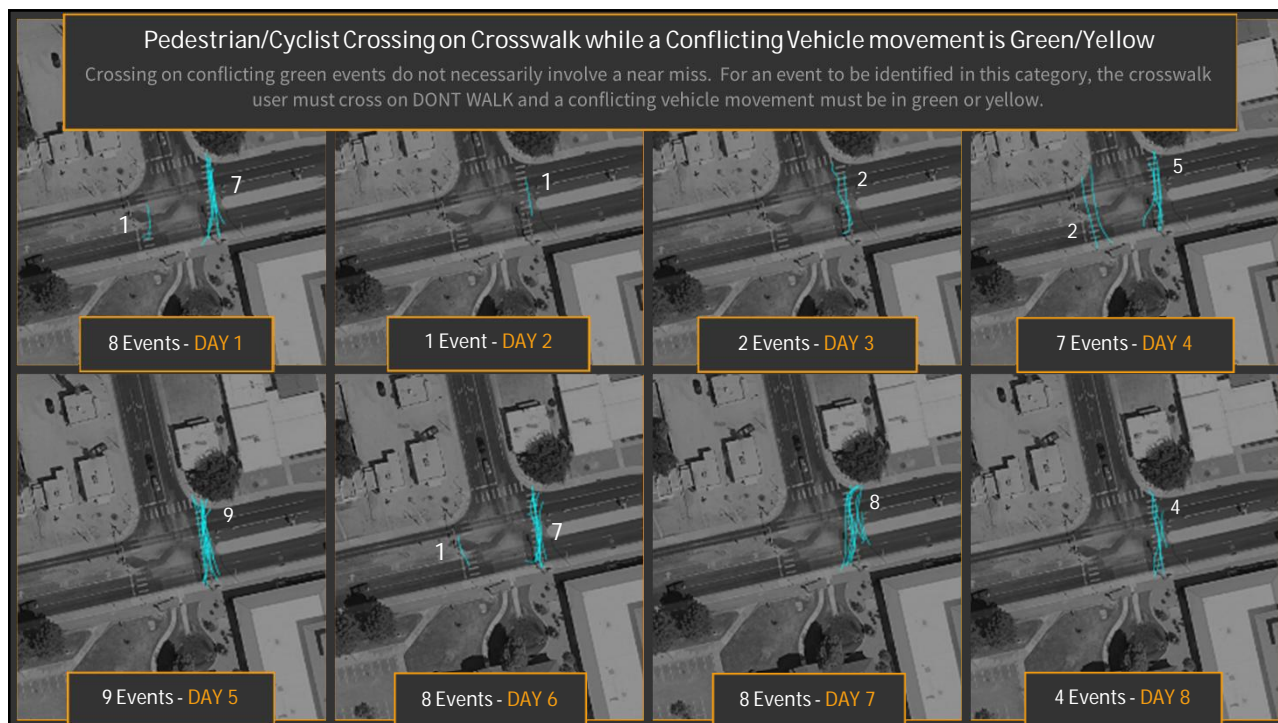 Pedestrian/Cyclist Crossing on Crosswalk while a Conflicting Vehicle movement is Green/Yellow
Crossing on conflicting green events do not necessarily involve a near miss. For an event to be identified in this category, the crosswalk
user must cross on DONT WALK and a conflicting vehicle movement must be in green or yellow.
7
1
8 Events - DAY 1
1
1 Event - DAY 2
2
2 Events - DAY 3
5
2
7 Events - DAY 4
9
9 Events - DAY 5
7
1
8 Events - DAY 6
8
8 Events - DAY 7
4
4 Events - DAY 8